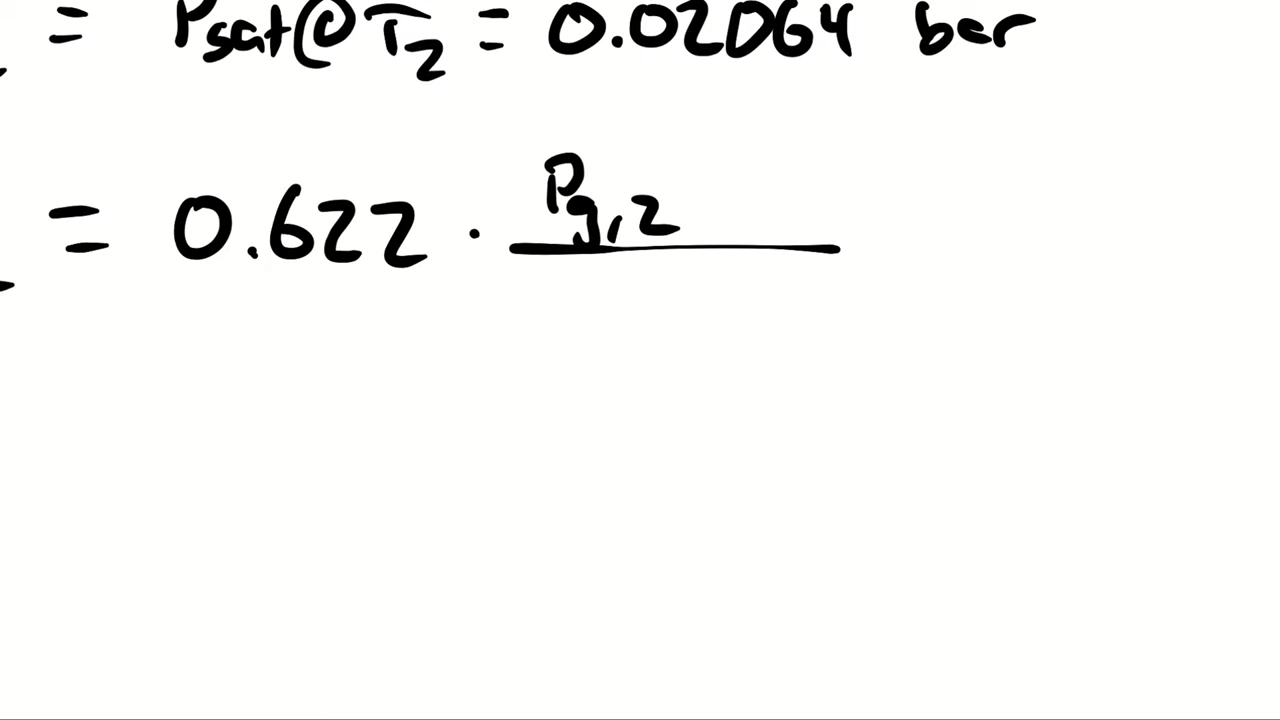 = Psat@T2 = 0.02064 bar
= 0.622 · Pg,2